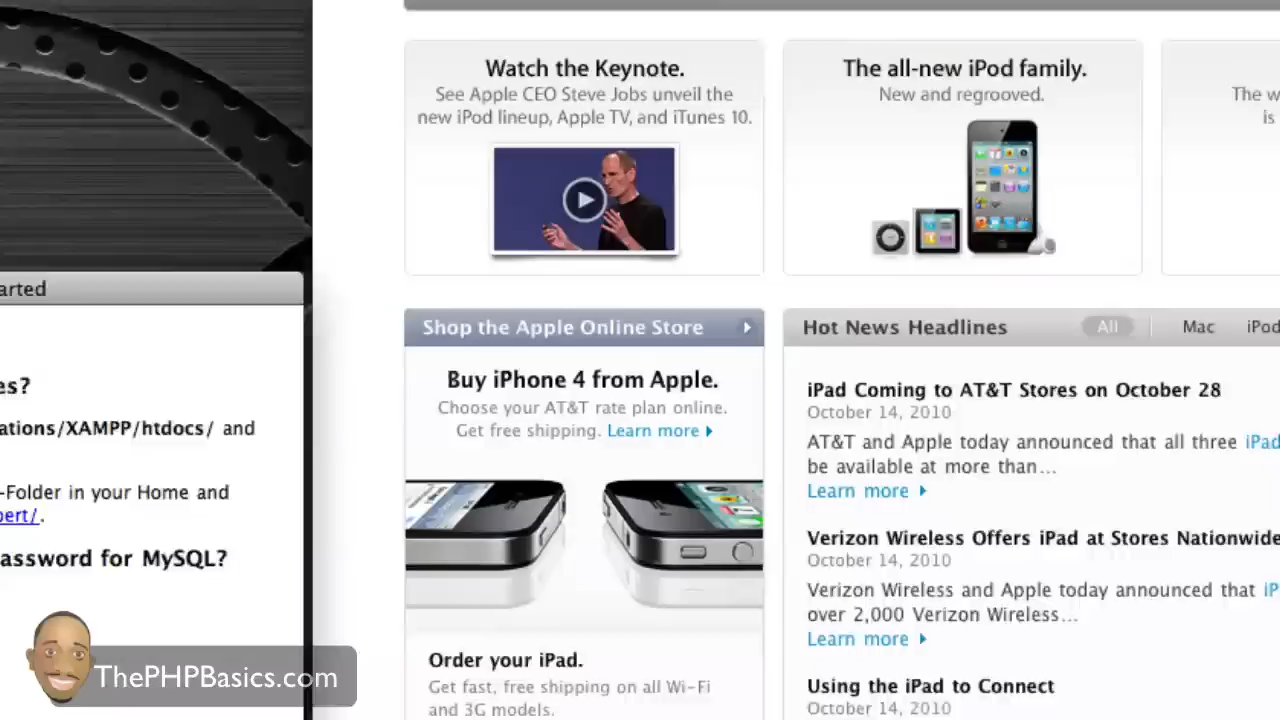 arted
es?
ations/XAMPP/htdocs/ and
-Folder in your Home and
pert/.
assword for MySQL?
ThePHPBasics.com
Watch the Keynote.
See Apple CEO Steve Jobs unveil the
new iPod lineup, Apple TV, and iTunes 10.
The all-new iPod family.
New and regrooved.
The w
is
Shop the Apple Online Store
Buy iPhone 4 from Apple.
Choose your AT&T rate plan online.
Get free shipping. Learn more
Order your iPad.
Get fast, free shipping on all Wi-Fi
and 3G models.
Hot News Headlines
All
Mac
iPod
iPad Coming to AT&T Stores on October 28
October 14, 2010
AT&T and Apple today announced that all three iPad
be available at more than...
Learn more
Verizon Wireless Offers iPad at Stores Nationwide
October 14, 2010
Verizon Wireless and Apple today announced that iP
over 2,000 Verizon Wireless...
Learn more
Using the iPad to Connect
October 14, 2010